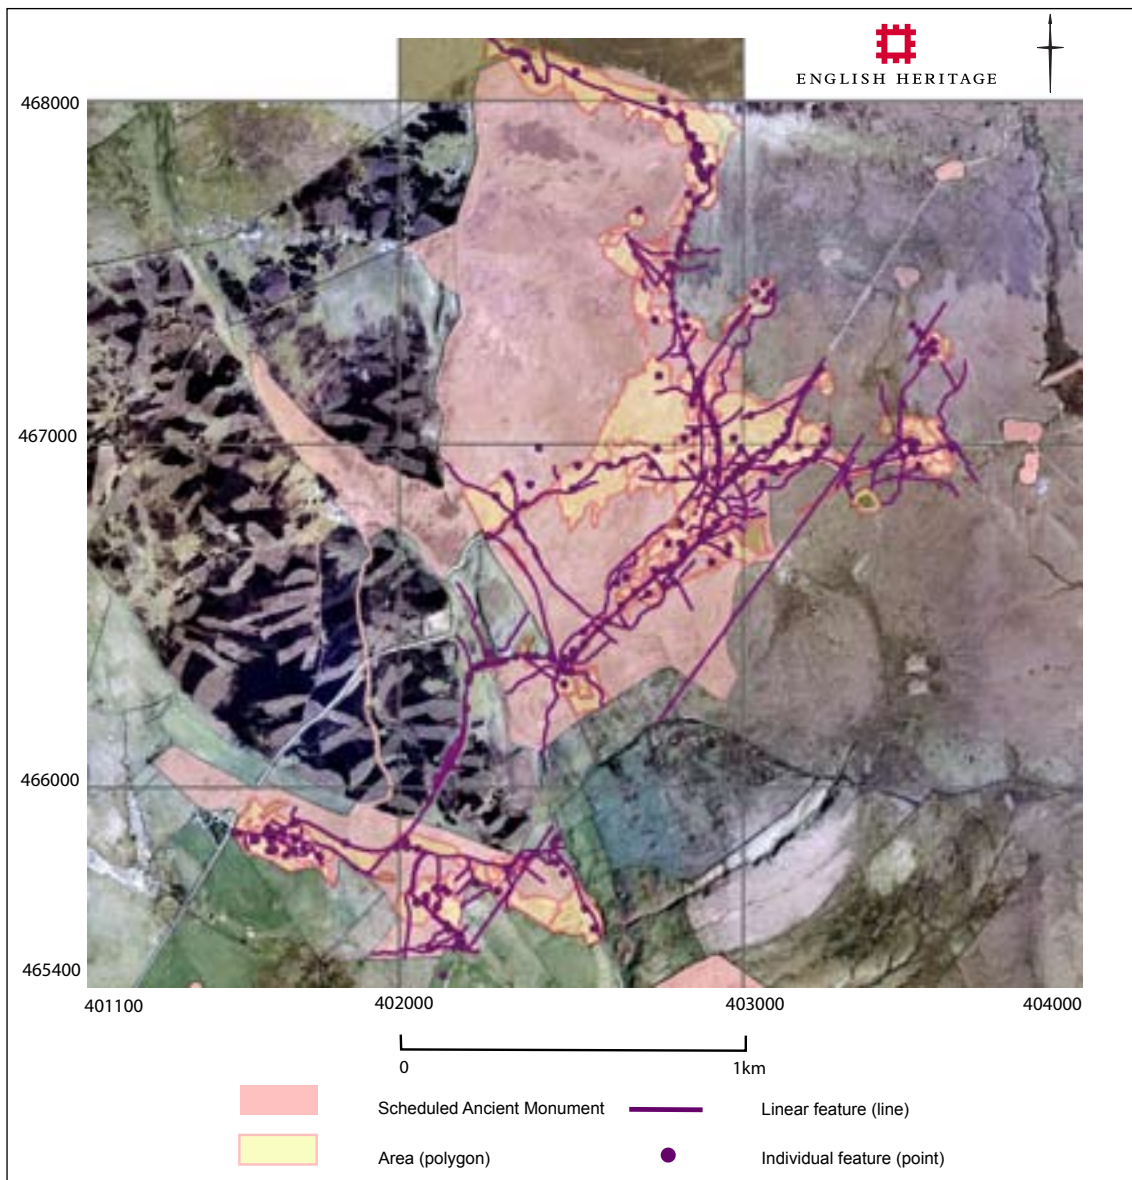 ENGLISH HERITAGE
468000
467000
466000
465400
401100
402000
403000
404000
0
1km
Scheduled Ancient Monument
Linear feature (line)
Area (polygon)
Individual feature (point)